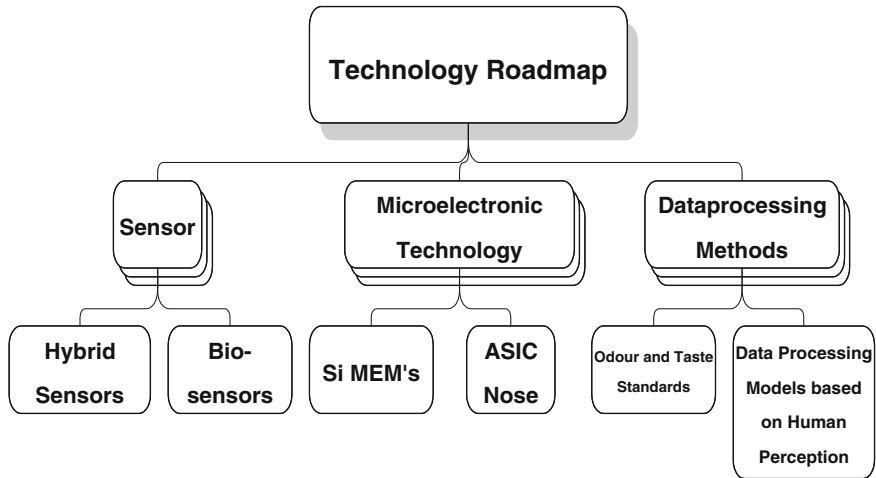 Technology Roadmap
Sensor
Microelectronic
Technology
Dataprocessing
Methods
Hybrid
Sensors
Bio-
sensors
Si MEM's
ASIC
Nose
Odour and Taste
Standards
Data Processing
Models based
on Human
Perception